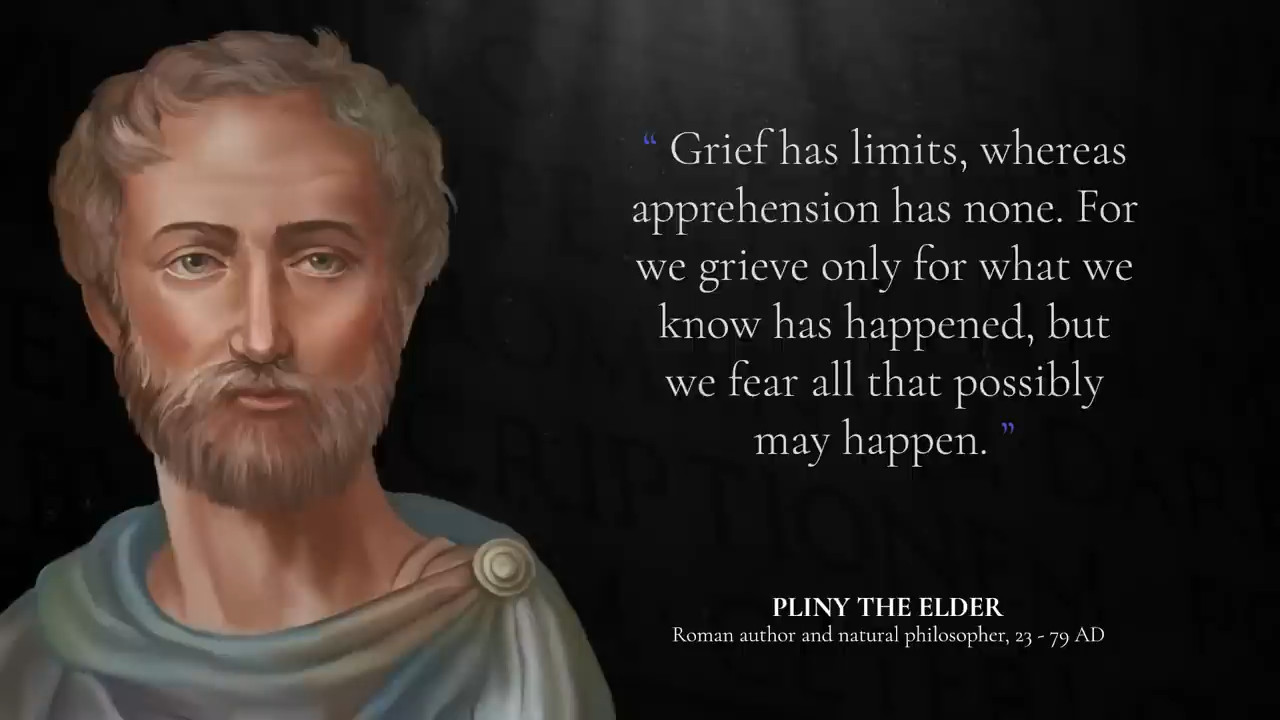 “ Grief has limits, whereas
apprehension has none. For
we grieve only for what we
know has happened, but
we fear all that possibly
may happen. ”
PLINY THE ELDER
Roman author and natural philosopher, 23 - 79 AD